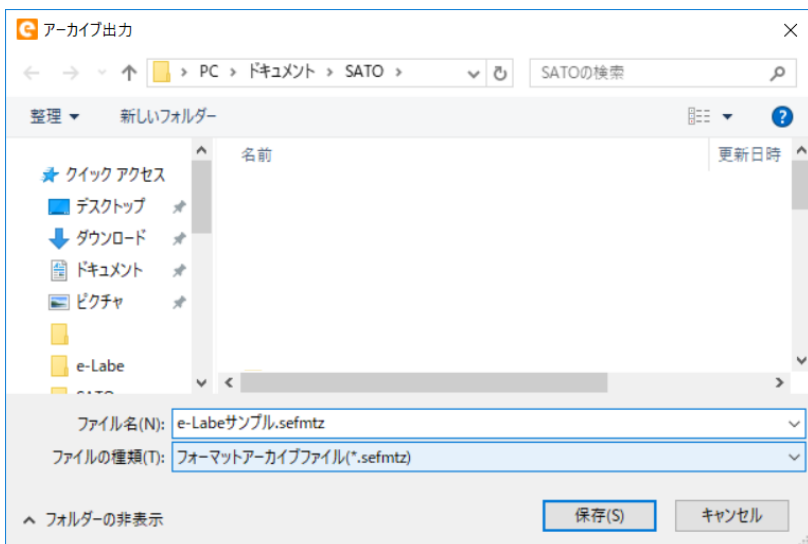 アーカイブ出力
PC › ドキュメント › SATO ›
SATOの検索
整理 新しいフォルダー
名前 更新日時
クイック アクセス
デスクトップ
ダウンロード
ドキュメント
ピクチャ
e-Labe
ファイル名(N): e-Labeサンプル.sefmtz
ファイルの種類(T): フォーマットアーカイブファイル(*.sefmtz)
フォルダーの非表示 保存(S) キャンセル